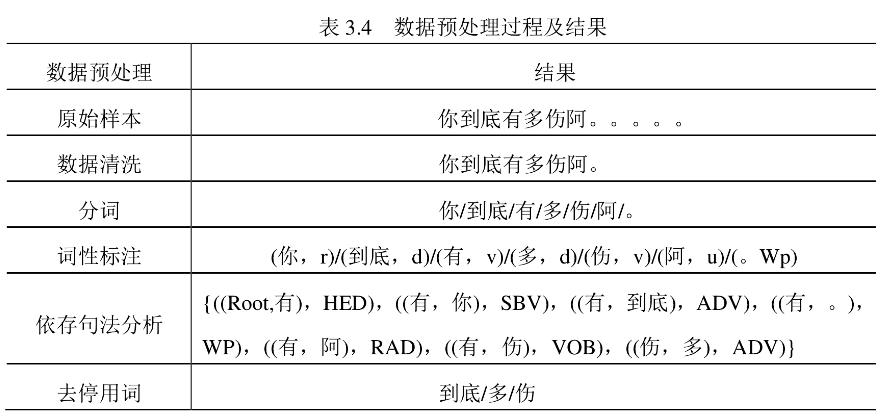 表 3.4 数据预处理过程及结果
数据预处理 结果
原始样本 你到底有多伤阿。。。。。
数据清洗 你到底有多伤阿。
分词 你/到底/有/多/伤/阿/。
词性标注 (你，r)/(到底，d)/(有，v)/(多，d)/(伤，v)/(阿，u)/(。Wp)
依存句法分析 {((Root,有)，HED)，((有，你)，SBV)，((有，到底)，ADV)，((有，。)，
WP)，((有，阿)，RAD)，((有，伤)，VOB)，((伤，多)，ADV)}
去停用词 到底/多/伤